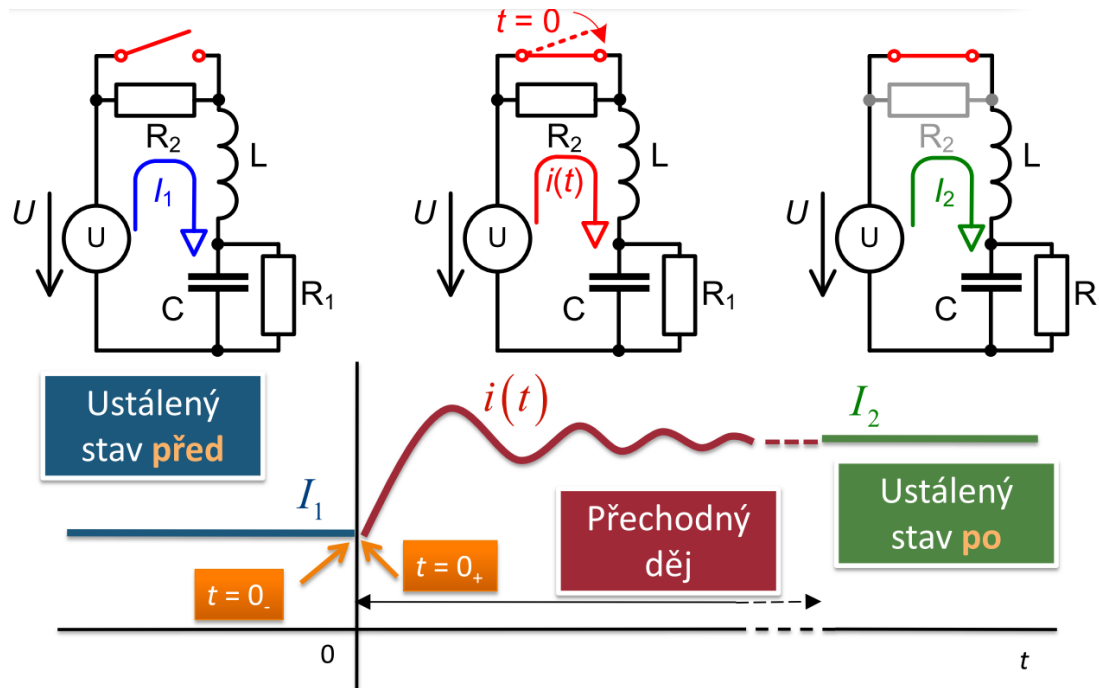 t = 0
R₂
L
I₁
U
U
C
R₁
R₂
L
i(t)
U
U
C
R₁
R₂
L
I₂
U
U
C
R
Ustálený
stav před
i(t)
I₂
I₁
Přechodný
děj
Ustálený
stav po
t = 0₋
t = 0₊
0
t